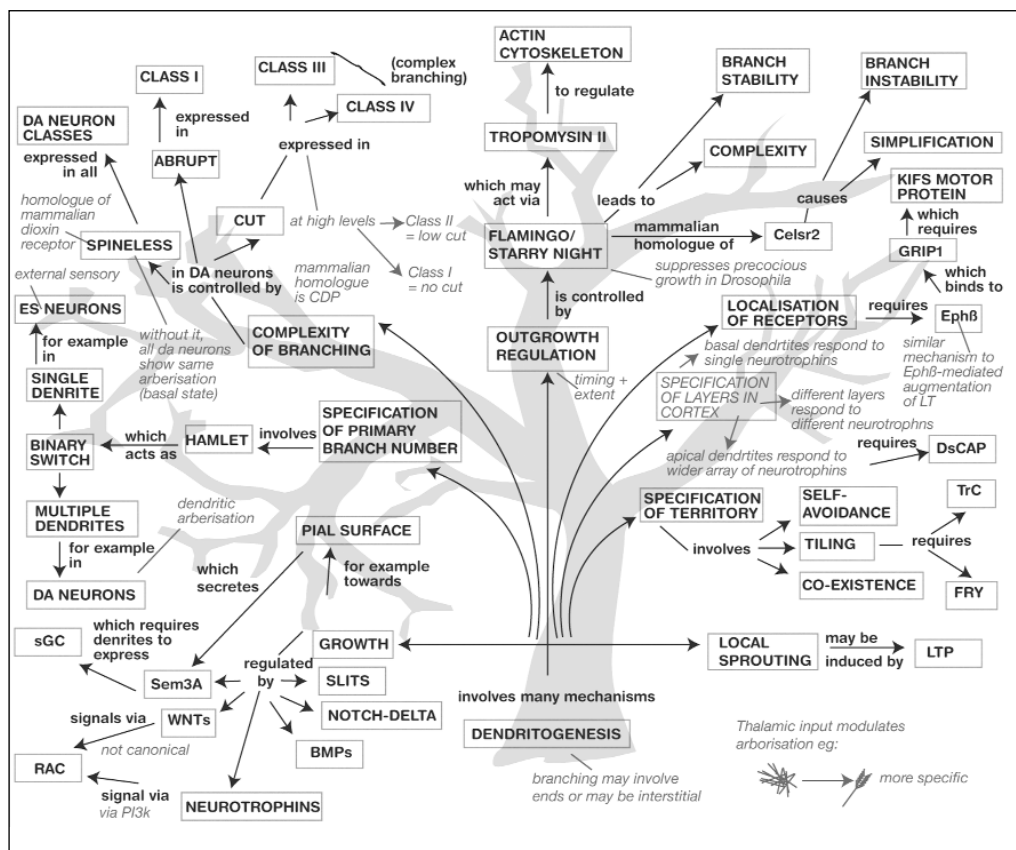 ACTIN
CYTOSKELETON
to regulate
TROPOMYSIN II
which may
act via
FLAMINGO/
STARRY NIGHT
is controlled
by
OUTGROWTH
REGULATION
timing +
extent
CLASS III
(complex
branching)
CLASS IV
CLASS I
expressed
in
ABRUPT
expressed in
CUT
at high levels
Class II
= low cut
Class I
= no cut
mammalian
homologue
is CDP
DA NEURON
CLASSES
expressed
in all
homologue of
mammalian
dioxin
receptor
SPINELESS
in DA neurons
is controlled by
COMPLEXITY
OF BRANCHING
without it,
all da neurons
show same
arberisation
(basal state)
external sensory
ES NEURONS
for example
in
SINGLE
DENRITE
BINARY
SWITCH
which
acts as
HAMLET
involves
SPECIFICATION
OF PRIMARY
BRANCH NUMBER
MULTIPLE
DENDRITES
for example
in
DA NEURONS
dendritic
arberisation
BRANCH
STABILITY
BRANCH
INSTABILITY
COMPLEXITY
SIMPLIFICATION
leads to
causes
mammalian
homologue of
Celsr2
suppresses precocious
growth in Drosophila
KIFS MOTOR
PROTEIN
which
requires
GRIP1
which
binds to
LOCALISATION
OF RECEPTORS
requires
Ephß
similar
mechanism to
Ephß-mediated
augmentation
of LT
basal dendrtites respond to
single neurotrophins
SPECIFICATION
OF LAYERS IN
CORTEX
different layers
respond to
different neurotrophns
apical dendrtites respond to
wider array of neurotrophins
requires
DsCAP
SPECIFICATION
OF TERRITORY
involves
SELF-
AVOIDANCE
TILING
CO-EXISTENCE
requires
TrC
FRY
PIAL SURFACE
for example
towards
which
secretes
GROWTH
regulated
by
SLITS
NOTCH-DELTA
BMPs
NEUROTROPHINS
WNTs
Sem3A
which requires
denrites to
express
sGC
signals via
not canonical
RAC
signal via
via PI3k
LOCAL
SPROUTING
may be
induced by
LTP
involves many mechanisms
DENDRITOGENESIS
branching may involve
ends or may be interstitial
Thalamic input modulates
arborisation eg:
more specific